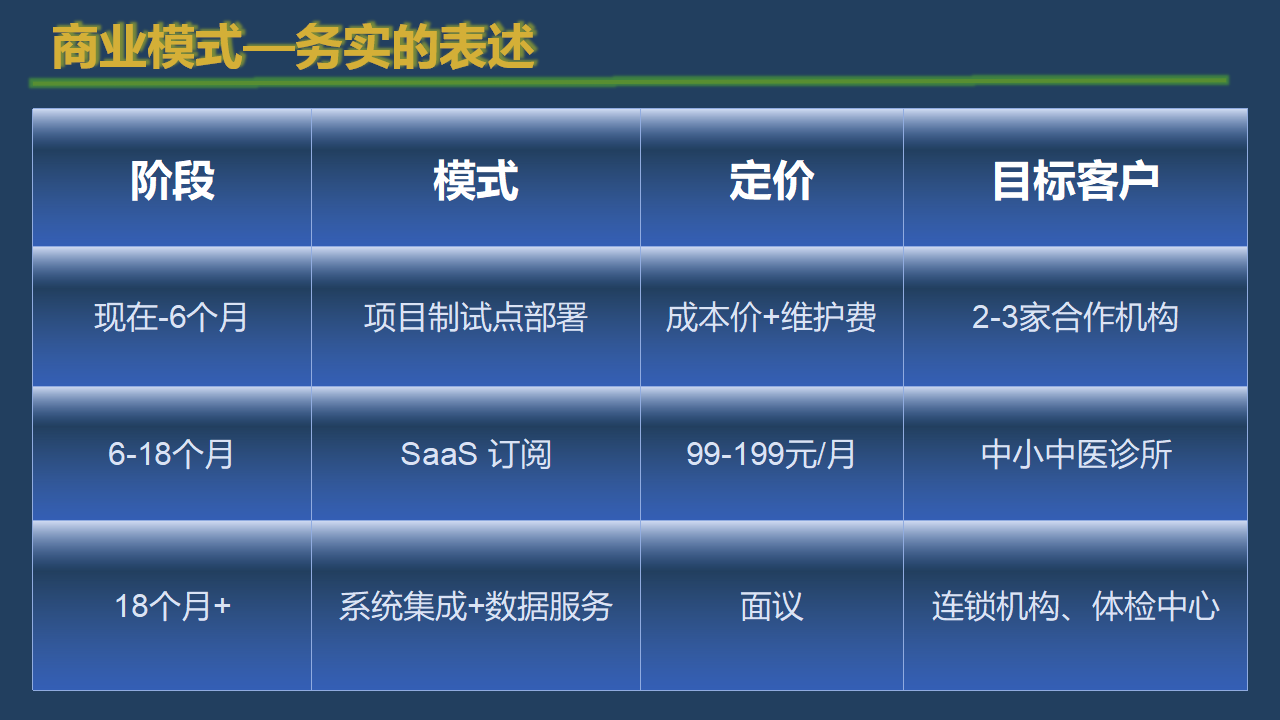 商业模式—务实的表述
阶段 模式 定价 目标客户
现在-6个月 项目制试点部署 成本价+维护费 2-3家合作机构
6-18个月 SaaS 订阅 99-199元/月 中小中医诊所
18个月+ 系统集成+数据服务 面议 连锁机构、体检中心